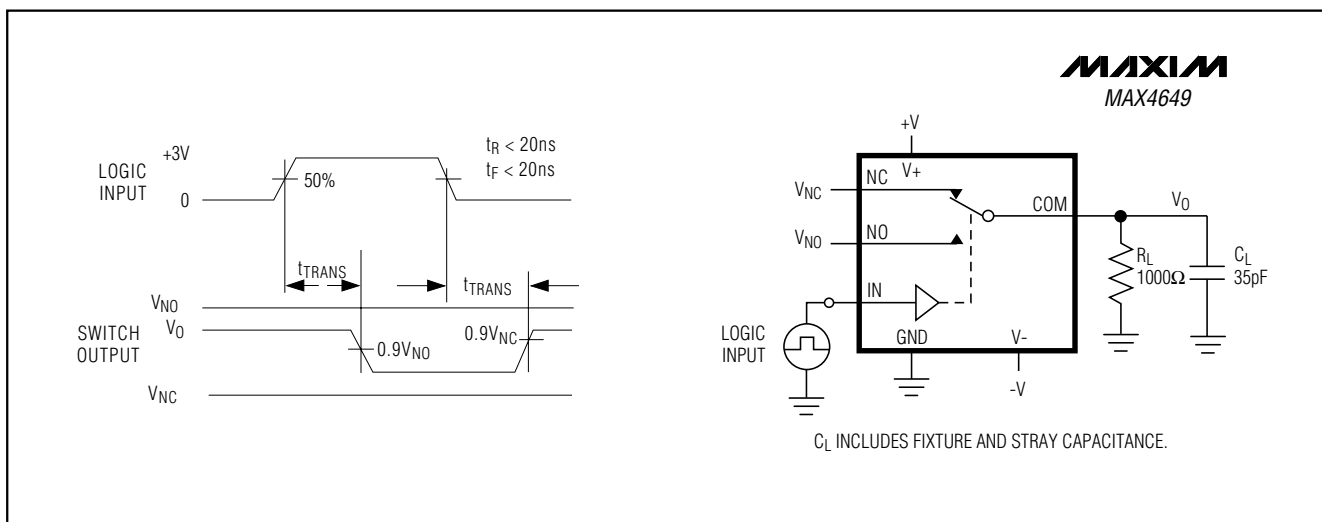 MAXIM
MAX4649
LOGIC
INPUT
+3V
0
50%
tR < 20ns
tF < 20ns
tTRANS
tTRANS
VNO
SWITCH
OUTPUT
VO
0.9VNO
0.9VNC
VNC
+V
V+
VNC
NC
COM
VO
VNO
NO
RL
1000Ω
CL
35pF
IN
LOGIC
INPUT
GND
V-
-V
CL INCLUDES FIXTURE AND STRAY CAPACITANCE.